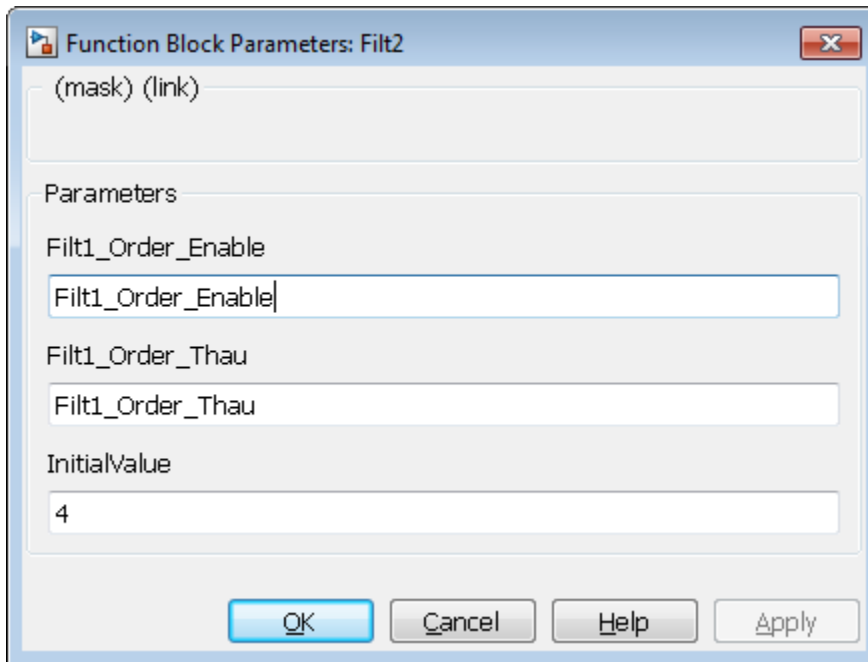 Function Block Parameters: Filt2
(mask) (link)
Parameters
Filt1_Order_Enable
Filt1_Order_Enable
Filt1_Order_Thau
Filt1_Order_Thau
InitialValue
4
OK Cancel Help Apply